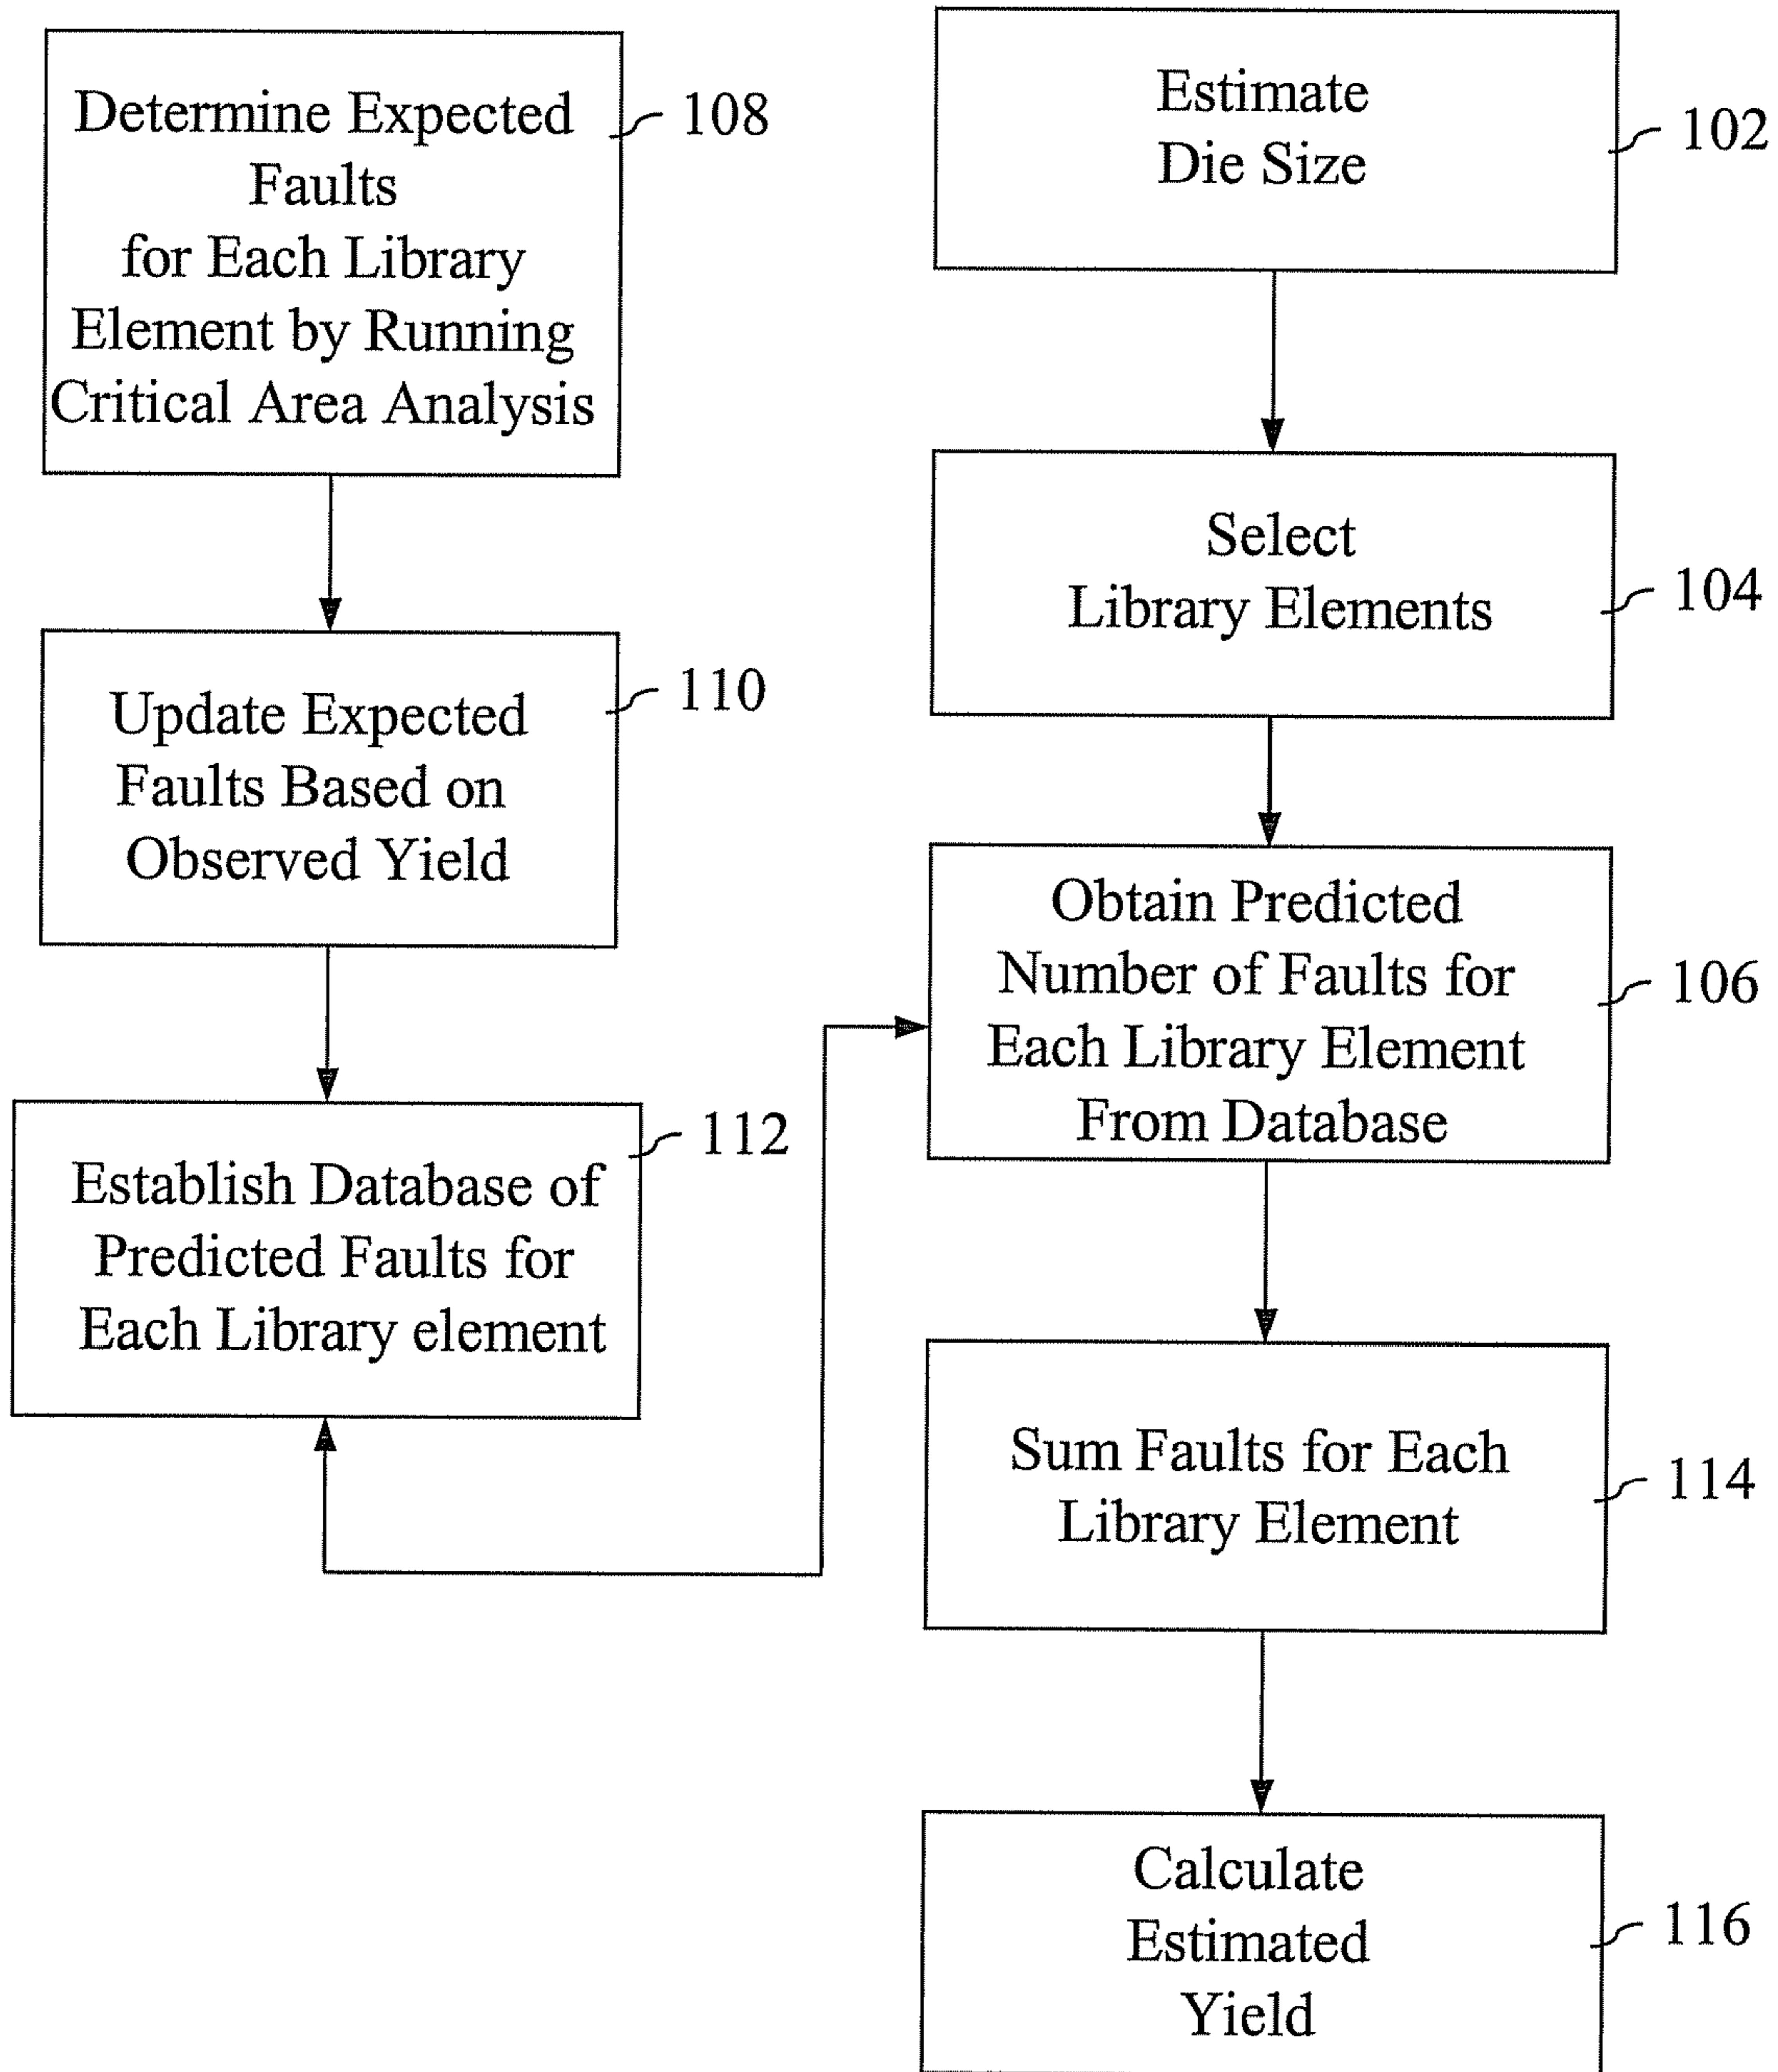 Determine Expected
Faults
for Each Library
Element by Running
Critical Area Analysis
108
Update Expected
Faults Based on
Observed Yield
110
Establish Database of
Predicted Faults for
Each Library element
112
Estimate
Die Size
102
Select
Library Elements
104
Obtain Predicted
Number of Faults for
Each Library Element
From Database
106
Sum Faults for Each
Library Element
114
Calculate
Estimated
Yield
116